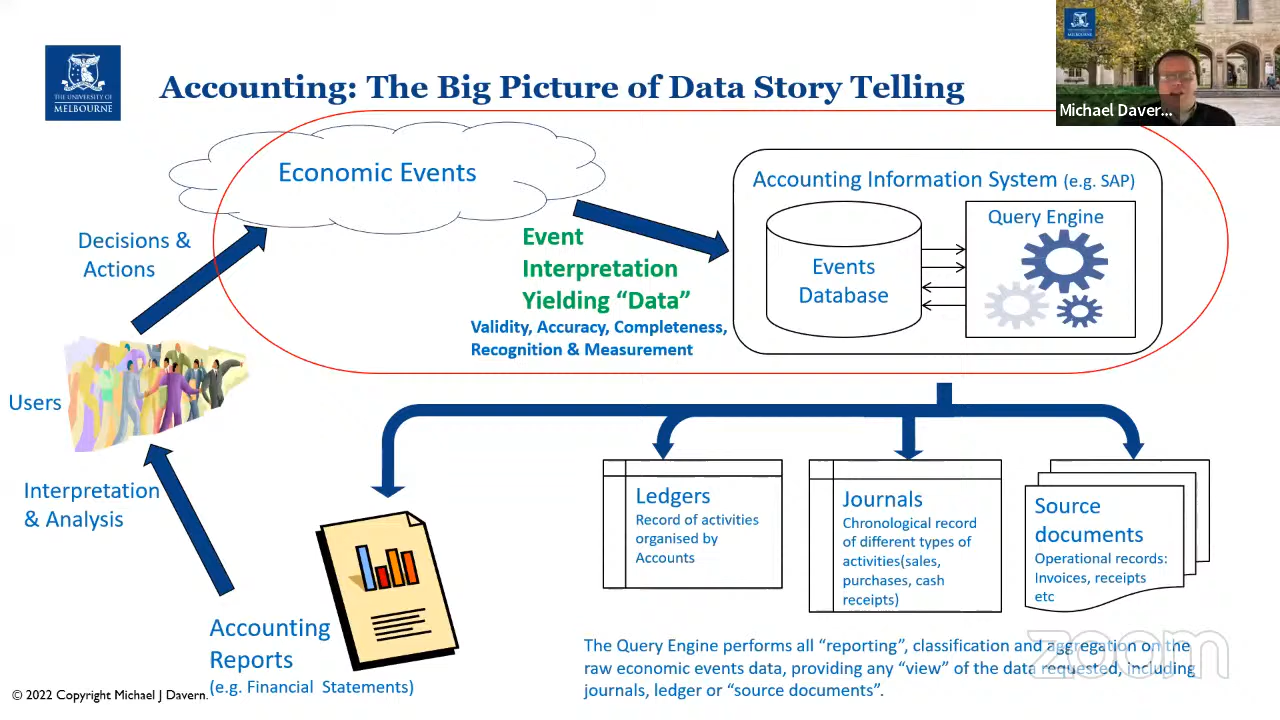 THE UNIVERSITY OF
MELBOURNE
Accounting: The Big Picture of Data Story Telling
MELBOURNE
Michael Daver...
Economic Events
Accounting Information System (e.g. SAP)
Query Engine
Events
Database
Decisions &
Actions
Event
Interpretation
Yielding “Data”
Validity, Accuracy, Completeness,
Recognition & Measurement
Users
Interpretation
& Analysis
Ledgers
Record of activities
organised by
Accounts
Journals
Chronological record
of different types of
activities(sales,
purchases, cash
receipts)
Source
documents
Operational records:
Invoices, receipts
etc
Accounting
Reports
(e.g. Financial Statements)
The Query Engine performs all “reporting”, classification and aggregation on the
raw economic events data, providing any “view” of the data requested, including
journals, ledger or “source documents”.
zoom
© 2022 Copyright Michael J Davern.